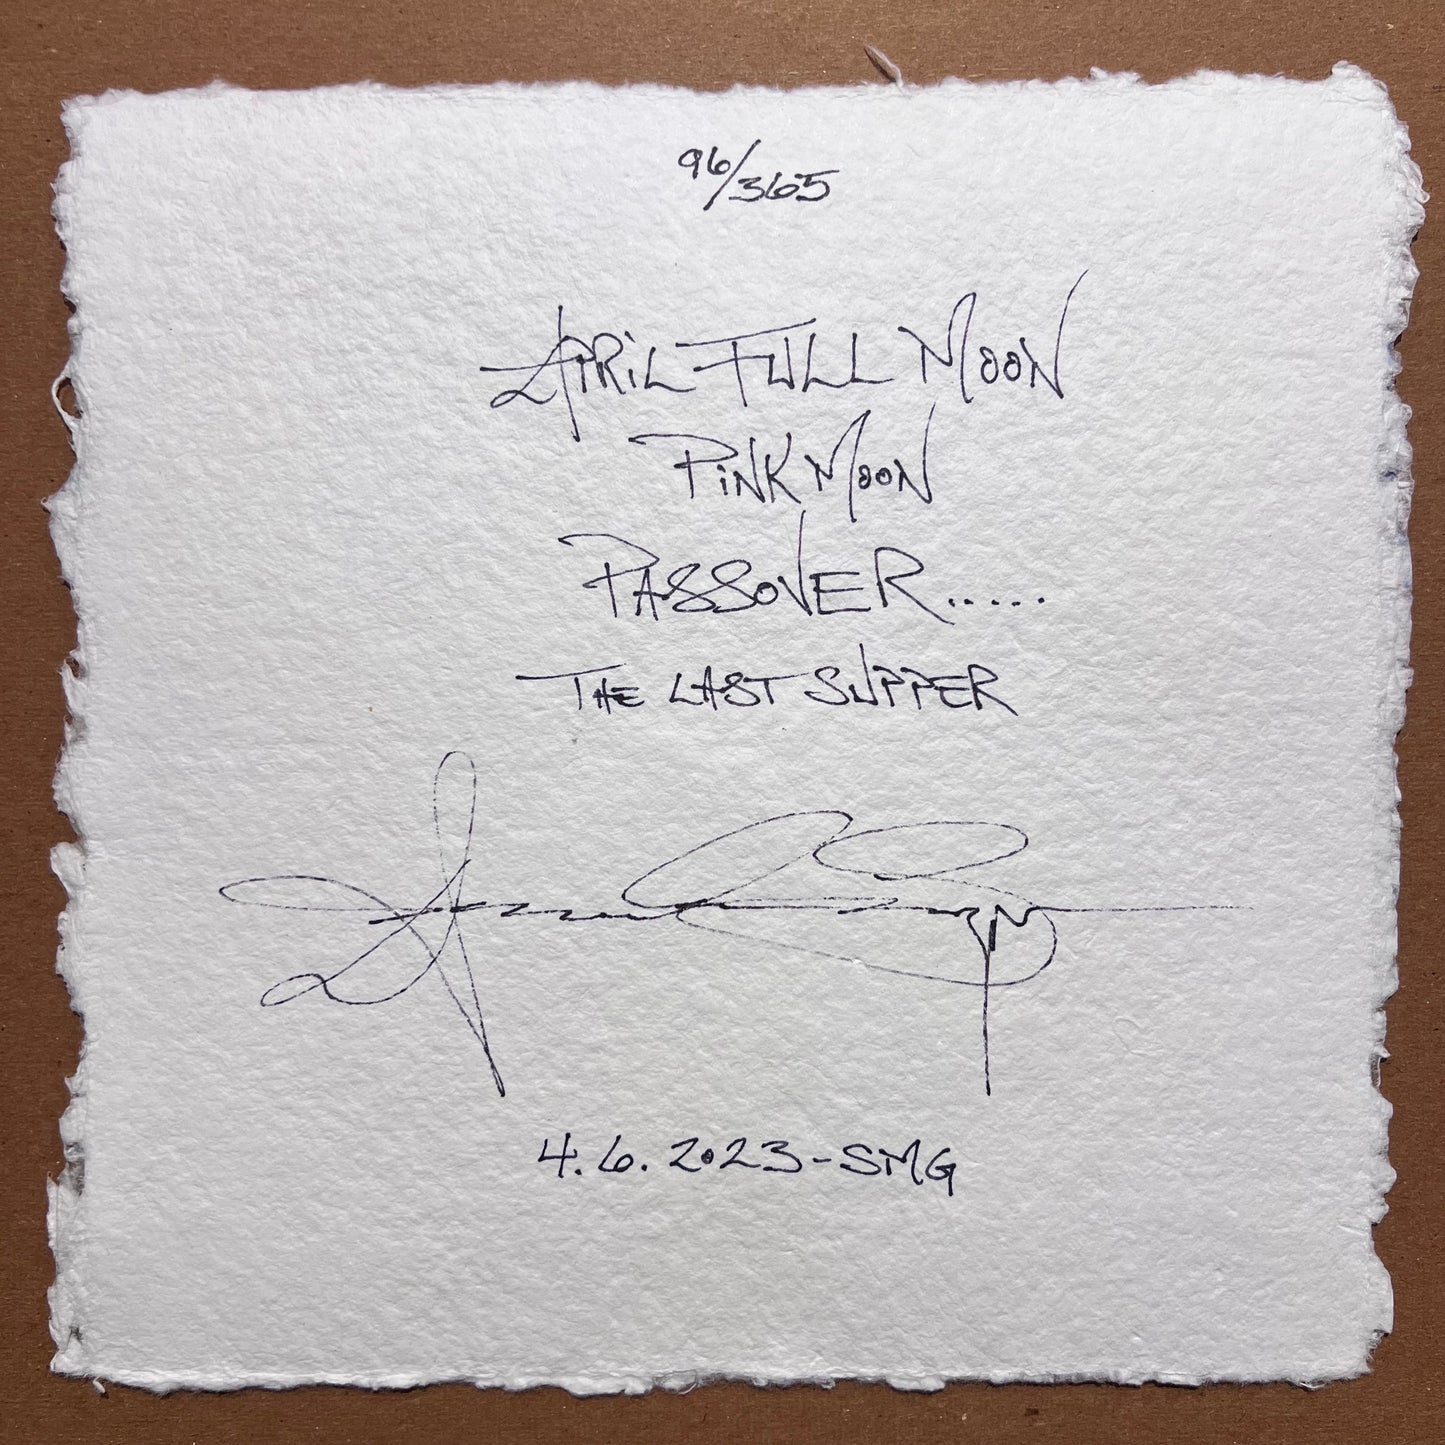 96/365
APRiL FULL MOON
PiNK MOON
PASSOVER.....
THE LAST SUPPER
4.6.2023-SMG